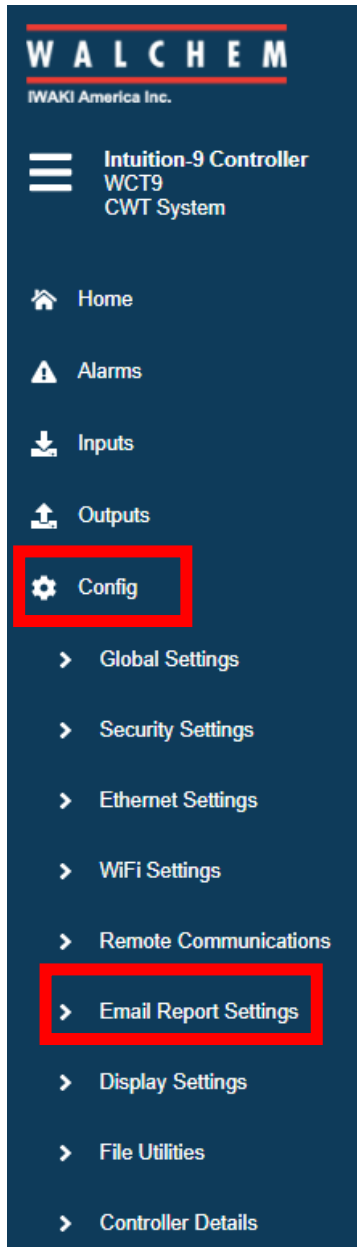 WALCHEM
IWAKI America Inc.
Intuition-9 Controller
WCT9
CWT System
Home
Alarms
Inputs
Outputs
Config
Global Settings
Security Settings
Ethernet Settings
WiFi Settings
Remote Communications
Email Report Settings
Display Settings
File Utilities
Controller Details